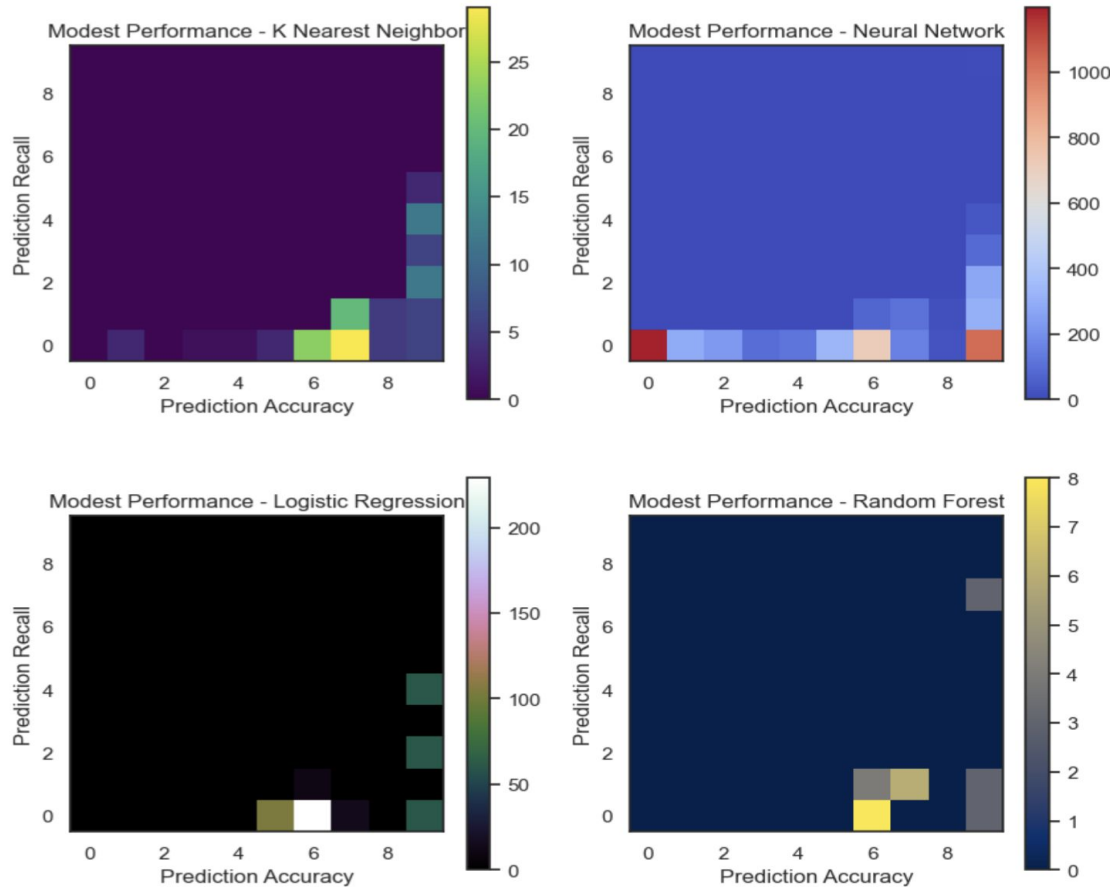 Modest Performance - K Nearest Neighbor
Prediction Recall
8
6
4
2
0
0 2 4 6 8
Prediction Accuracy
25
20
15
10
5
0
Modest Performance - Neural Network
Prediction Recall
8
6
4
2
0
0 2 4 6 8
Prediction Accuracy
1000
800
600
400
200
0
Modest Performance - Logistic Regression
Prediction Recall
8
6
4
2
0
0 2 4 6 8
Prediction Accuracy
200
150
100
50
0
Modest Performance - Random Forest
Prediction Recall
8
6
4
2
0
0 2 4 6 8
Prediction Accuracy
8
7
6
5
4
3
2
1
0